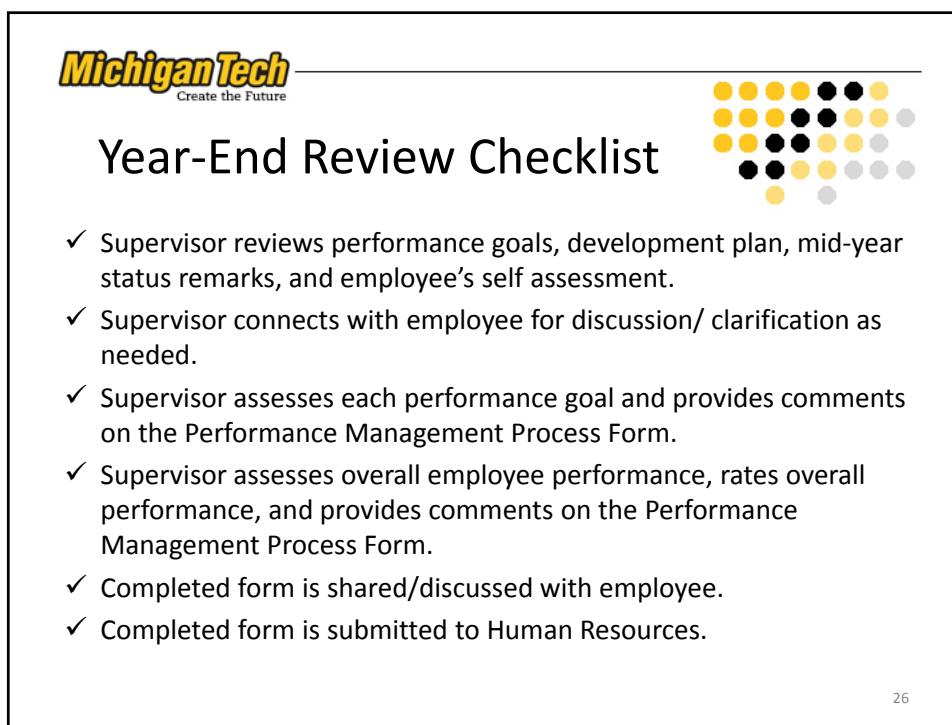 Michigan Tech
Create the Future
Year-End Review Checklist
✓ Supervisor reviews performance goals, development plan, mid-year
status remarks, and employee’s self assessment.
✓ Supervisor connects with employee for discussion/ clarification as
needed.
✓ Supervisor assesses each performance goal and provides comments
on the Performance Management Process Form.
✓ Supervisor assesses overall employee performance, rates overall
performance, and provides comments on the Performance
Management Process Form.
✓ Completed form is shared/discussed with employee.
✓ Completed form is submitted to Human Resources.
26